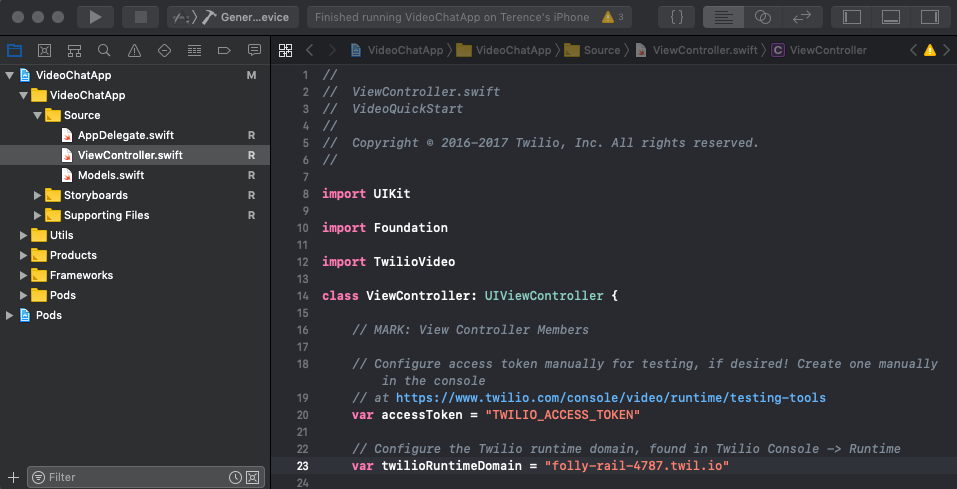 Gener...evice
Finished running VideoChatApp on Terence's iPhone 3
VideoChatApp M
VideoChatApp
Source
AppDelegate.swift R
ViewController.swift R
Models.swift R
Storyboards R
Supporting Files R
Utils
Products
Frameworks
Pods
Pods
Filter
VideoChatApp VideoChatApp Source ViewController.swift C ViewController
1 //
2 //  ViewController.swift
3 //  VideoQuickStart
4 //
5 //  Copyright © 2016-2017 Twilio, Inc. All rights reserved.
6 //
7
8 import UIKit
9
10 import Foundation
11
12 import TwilioVideo
13
14 class ViewController: UIViewController {
15
16 // MARK: View Controller Members
17
18 // Configure access token manually for testing, if desired! Create one manually
in the console
19 // at https://www.twilio.com/console/video/runtime/testing-tools
20 var accessToken = "TWILIO_ACCESS_TOKEN"
21
22 // Configure the Twilio runtime domain, found in Twilio Console -> Runtime
23 var twilioRuntimeDomain = "folly-rail-4787.twil.io"
24